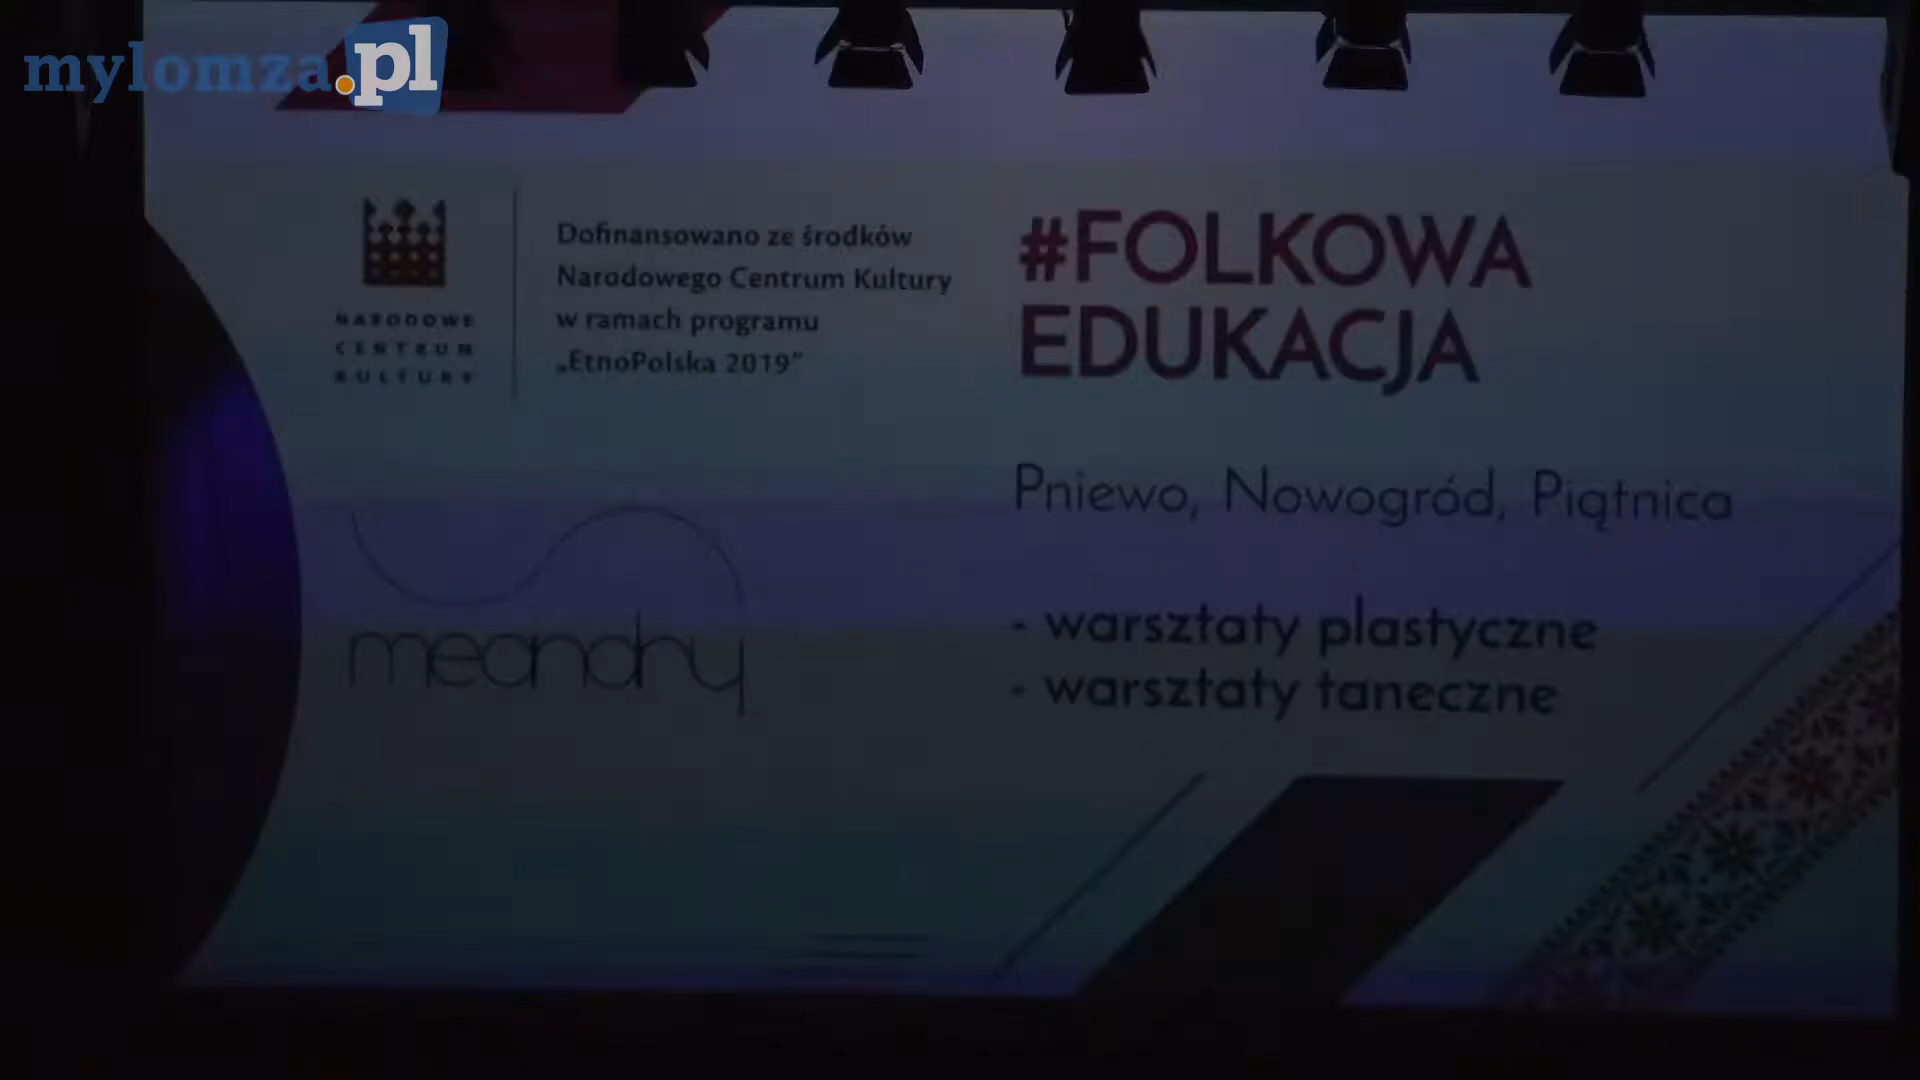 mylomza.pl
NARODOWE
CENTRUM
KULTURY
Dofinansowano ze środków
Narodowego Centrum Kultury
w ramach programu
„EtnoPolska 2019”
#FOLKOWA
EDUKACJA
Pniewo, Nowogród, Piątnica
meandry
- warsztaty plastyczne
- warsztaty taneczne